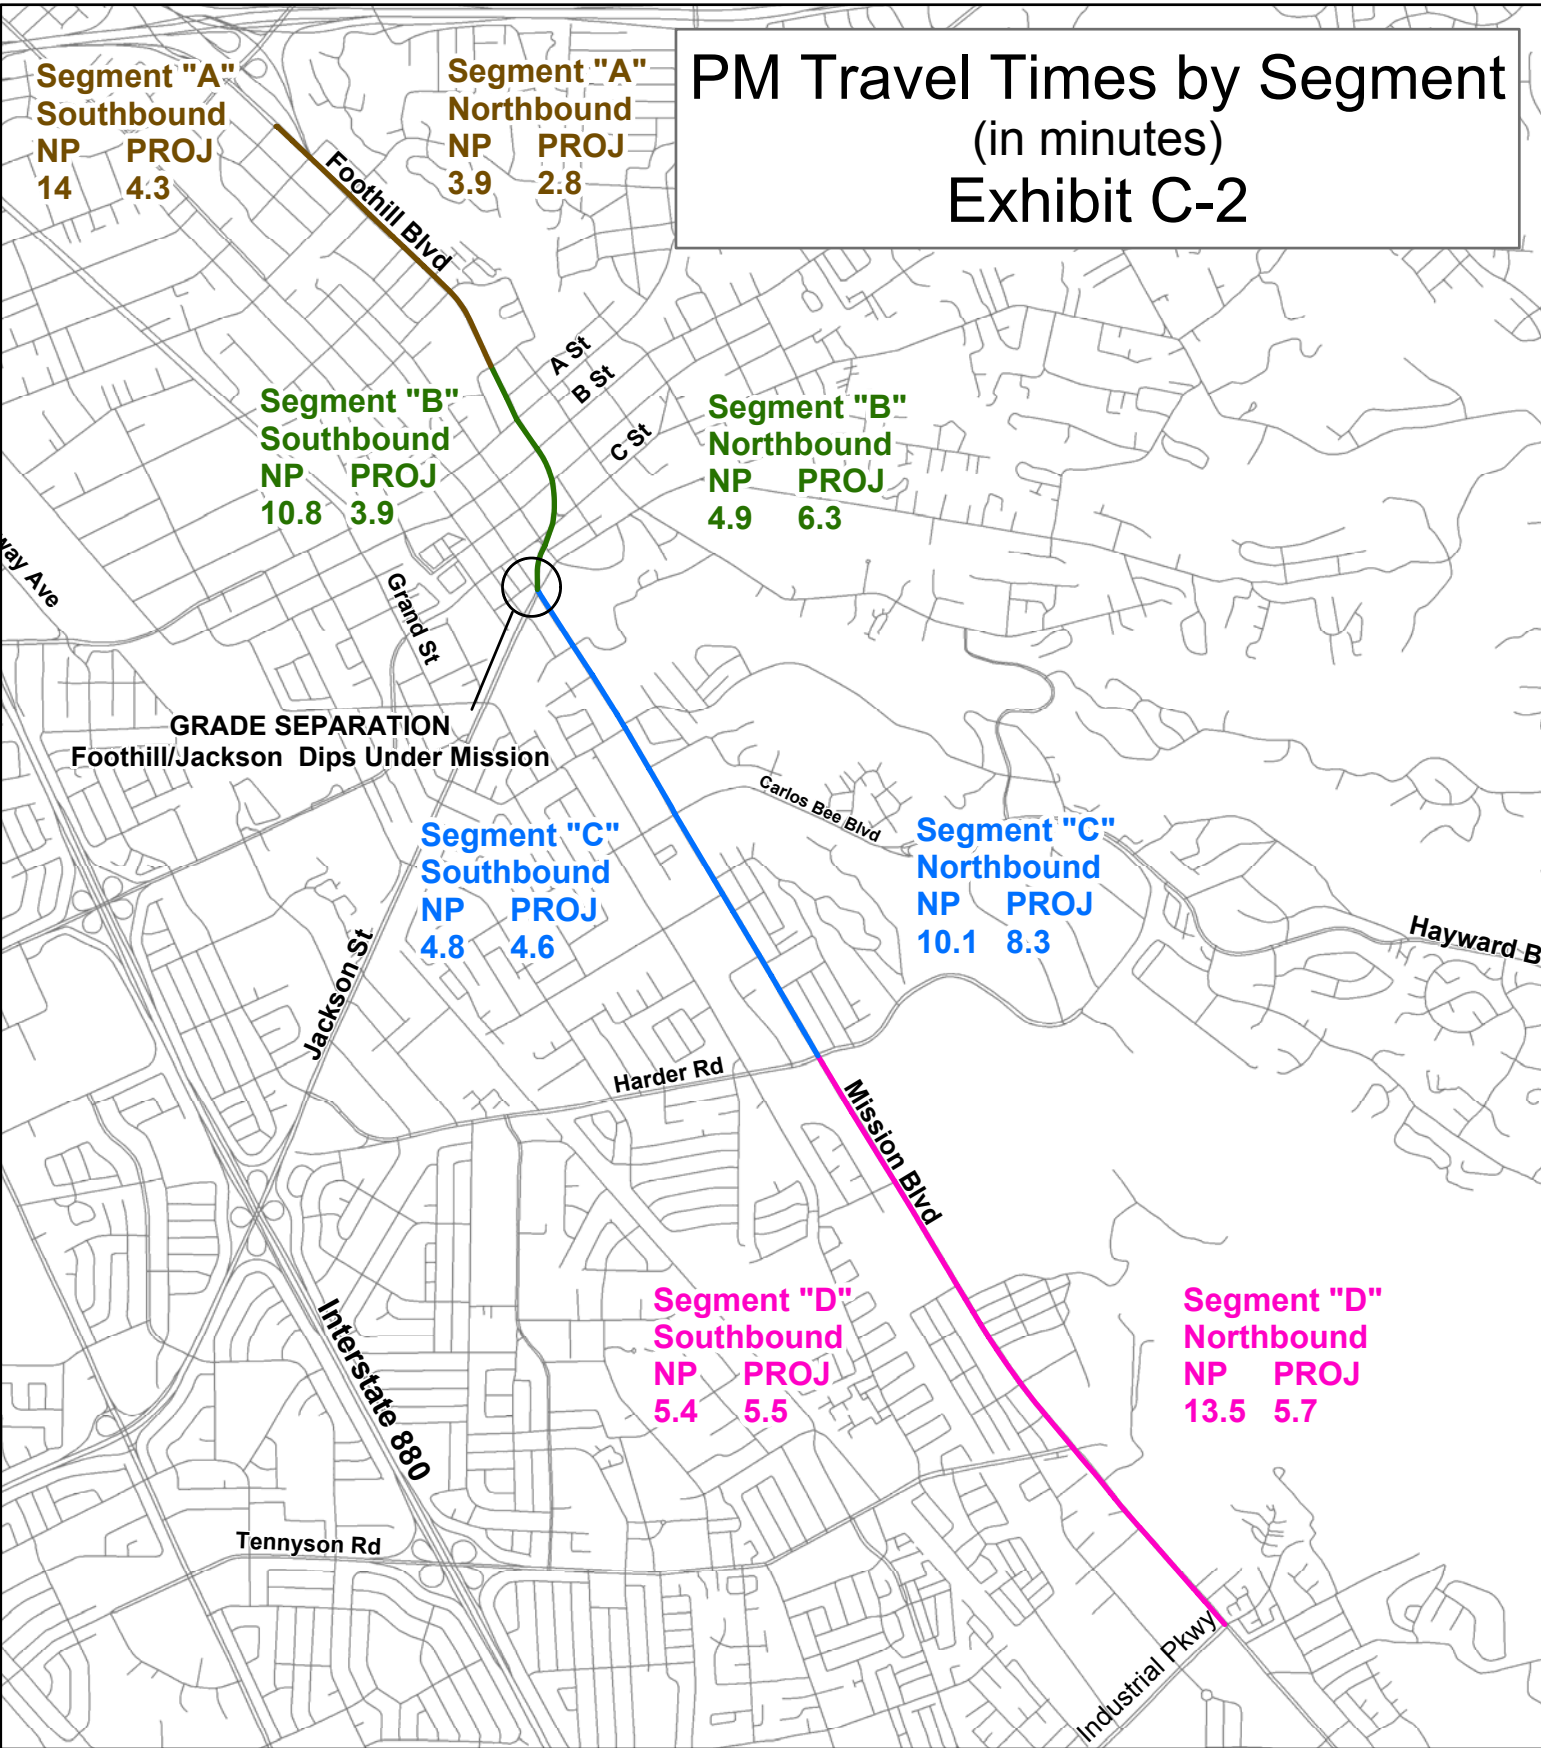 PM Travel Times by Segment
(in minutes)
Exhibit C-2
Segment "A"
Southbound
NP PROJ
14 4.3
Segment "A"
Northbound
NP PROJ
3.9 2.8
Foothill Blvd
A St
B St
C St
Segment "B"
Southbound
NP PROJ
10.8 3.9
Segment "B"
Northbound
NP PROJ
4.9 6.3
way Ave
Grand St
GRADE SEPARATION
Foothill/Jackson Dips Under Mission
Carlos Bee Blvd
Segment "C"
Southbound
NP PROJ
4.8 4.6
Segment "C"
Northbound
NP PROJ
10.1 8.3
Hayward B
Jackson St
Harder Rd
Mission Blvd
Segment "D"
Southbound
NP PROJ
5.4 5.5
Segment "D"
Northbound
NP PROJ
13.5 5.7
Interstate 880
Tennyson Rd
Industrial Pkwy